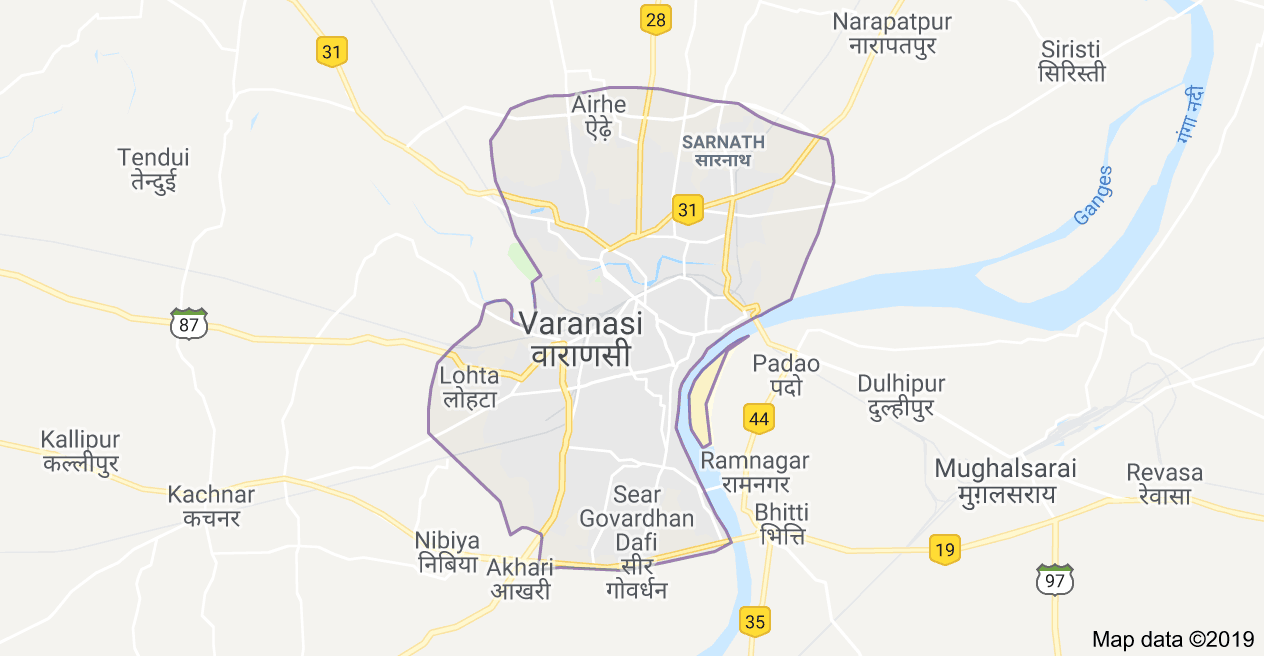 28
Narapatpur
नारापतपुर
31
Siristi
सिरिस्ती
Airhe
ऐढ़े
गंगा नदी
SARNATH
सारनाथ
Tendui
तेन्दुई
Ganges
31
87
Varanasi
वाराणसी
Padao
पदो
Lohta
लोहटा
Dulhipur
दुल्हीपुर
44
Kallipur
कल्लीपुर
Ramnagar
रामनगर
Mughalsarai
मुग़लसराय
Revasa
रेवासा
Kachnar
कचनर
Sear
Govardhan
Dafi
सीर
गोवर्धन
Bhitti
भित्ति
Nibiya
निबिया
Akhari
आखरी
19
97
35
Map data ©2019